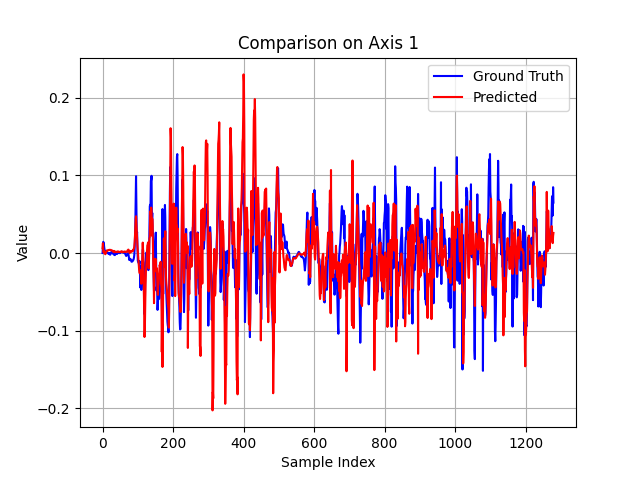 Comparison on Axis 1
Ground Truth
Predicted
Value
0.2
0.1
0.0
−0.1
−0.2
0 200 400 600 800 1000 1200
Sample Index